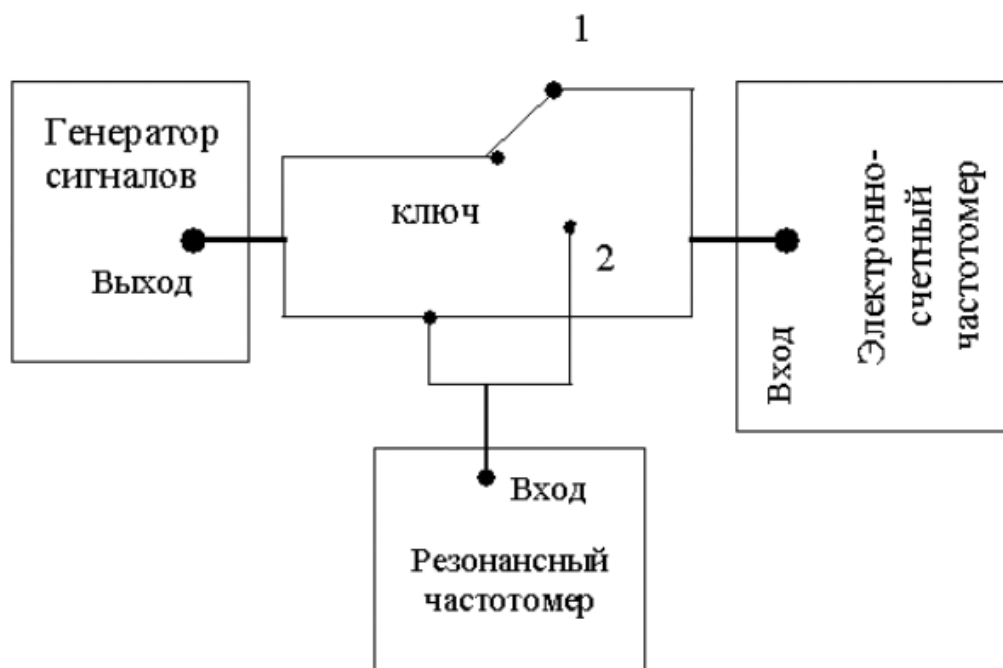 1
Генератор
сигналов
ключ
Выход
2
Вход
Электронно-
счетный
частотомер
Вход
Резонансный
частотомер